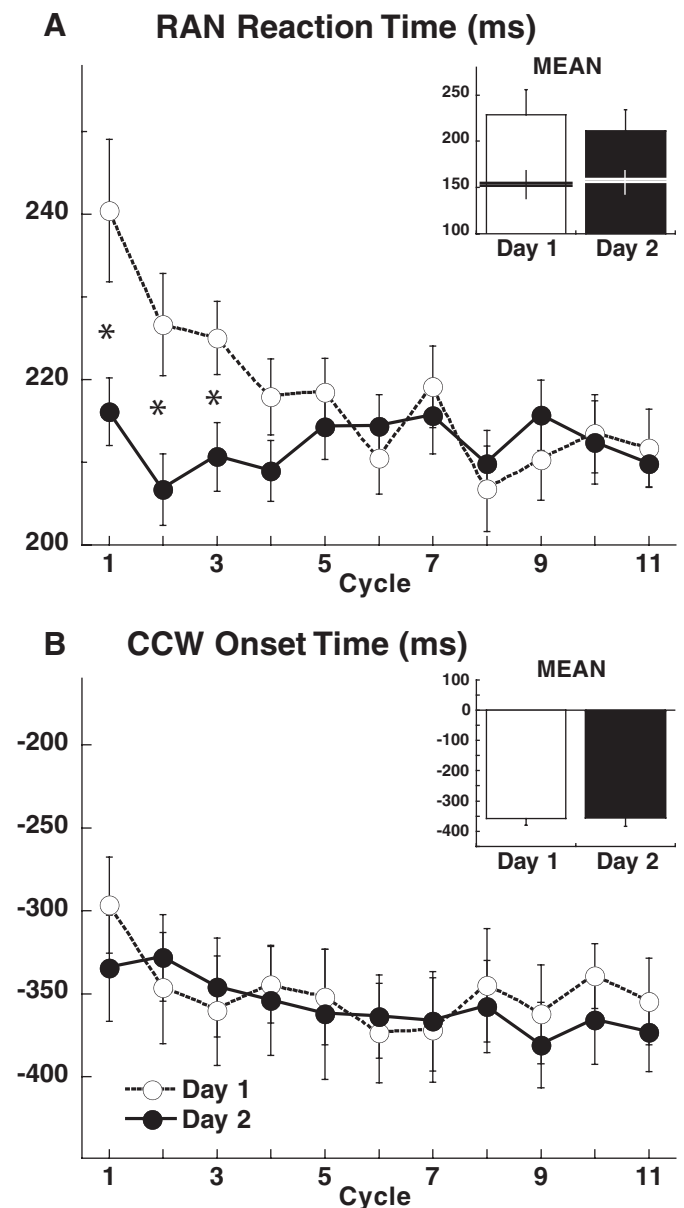 A RAN Reaction Time (ms)
MEAN
250
200
150
100
Day 1 Day 2
240
220
200
*
*
*
1 3 5 7 9 11
Cycle
B CCW Onset Time (ms)
MEAN
100
0
-100
-200
-300
-400
Day 1 Day 2
-200
-250
-300
-350
-400
Day 1
Day 2
1 3 5 7 9 11
Cycle